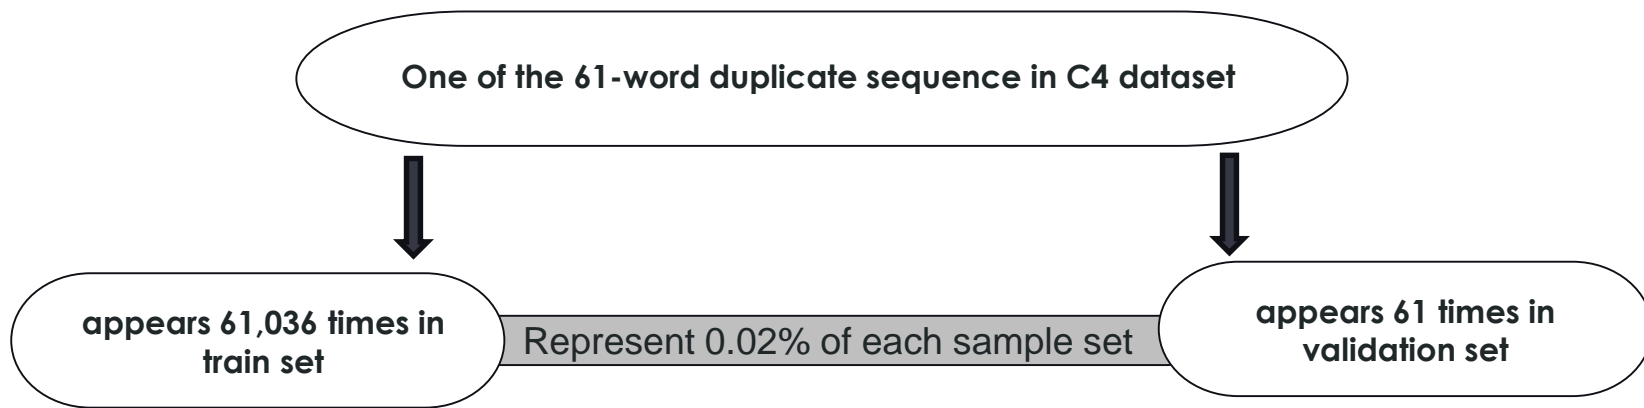 One of the 61-word duplicate sequence in C4 dataset
appears 61,036 times in
train set
Represent 0.02% of each sample set
appears 61 times in
validation set